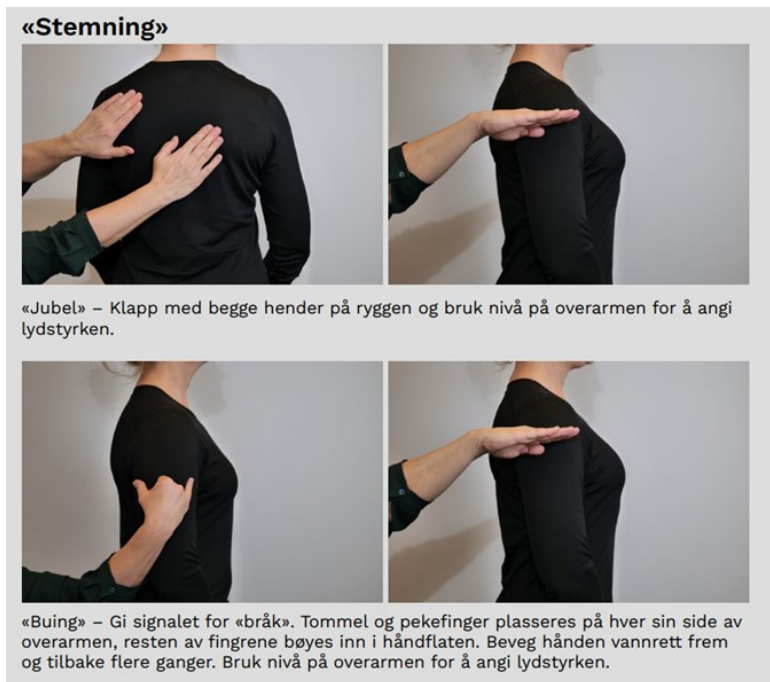 «Stemning»
«Jubel» – Klapp med begge hender på ryggen og bruk nivå på overarmen for å angi
lydstyrken.
«Buing» – Gi signalet for «bråk». Tommel og pekefinger plasseres på hver sin side av
overarmen, resten av fingrene bøyes inn i håndflaten. Beveg hånden vannrett frem
og tilbake flere ganger. Bruk nivå på overarmen for å angi lydstyrken.